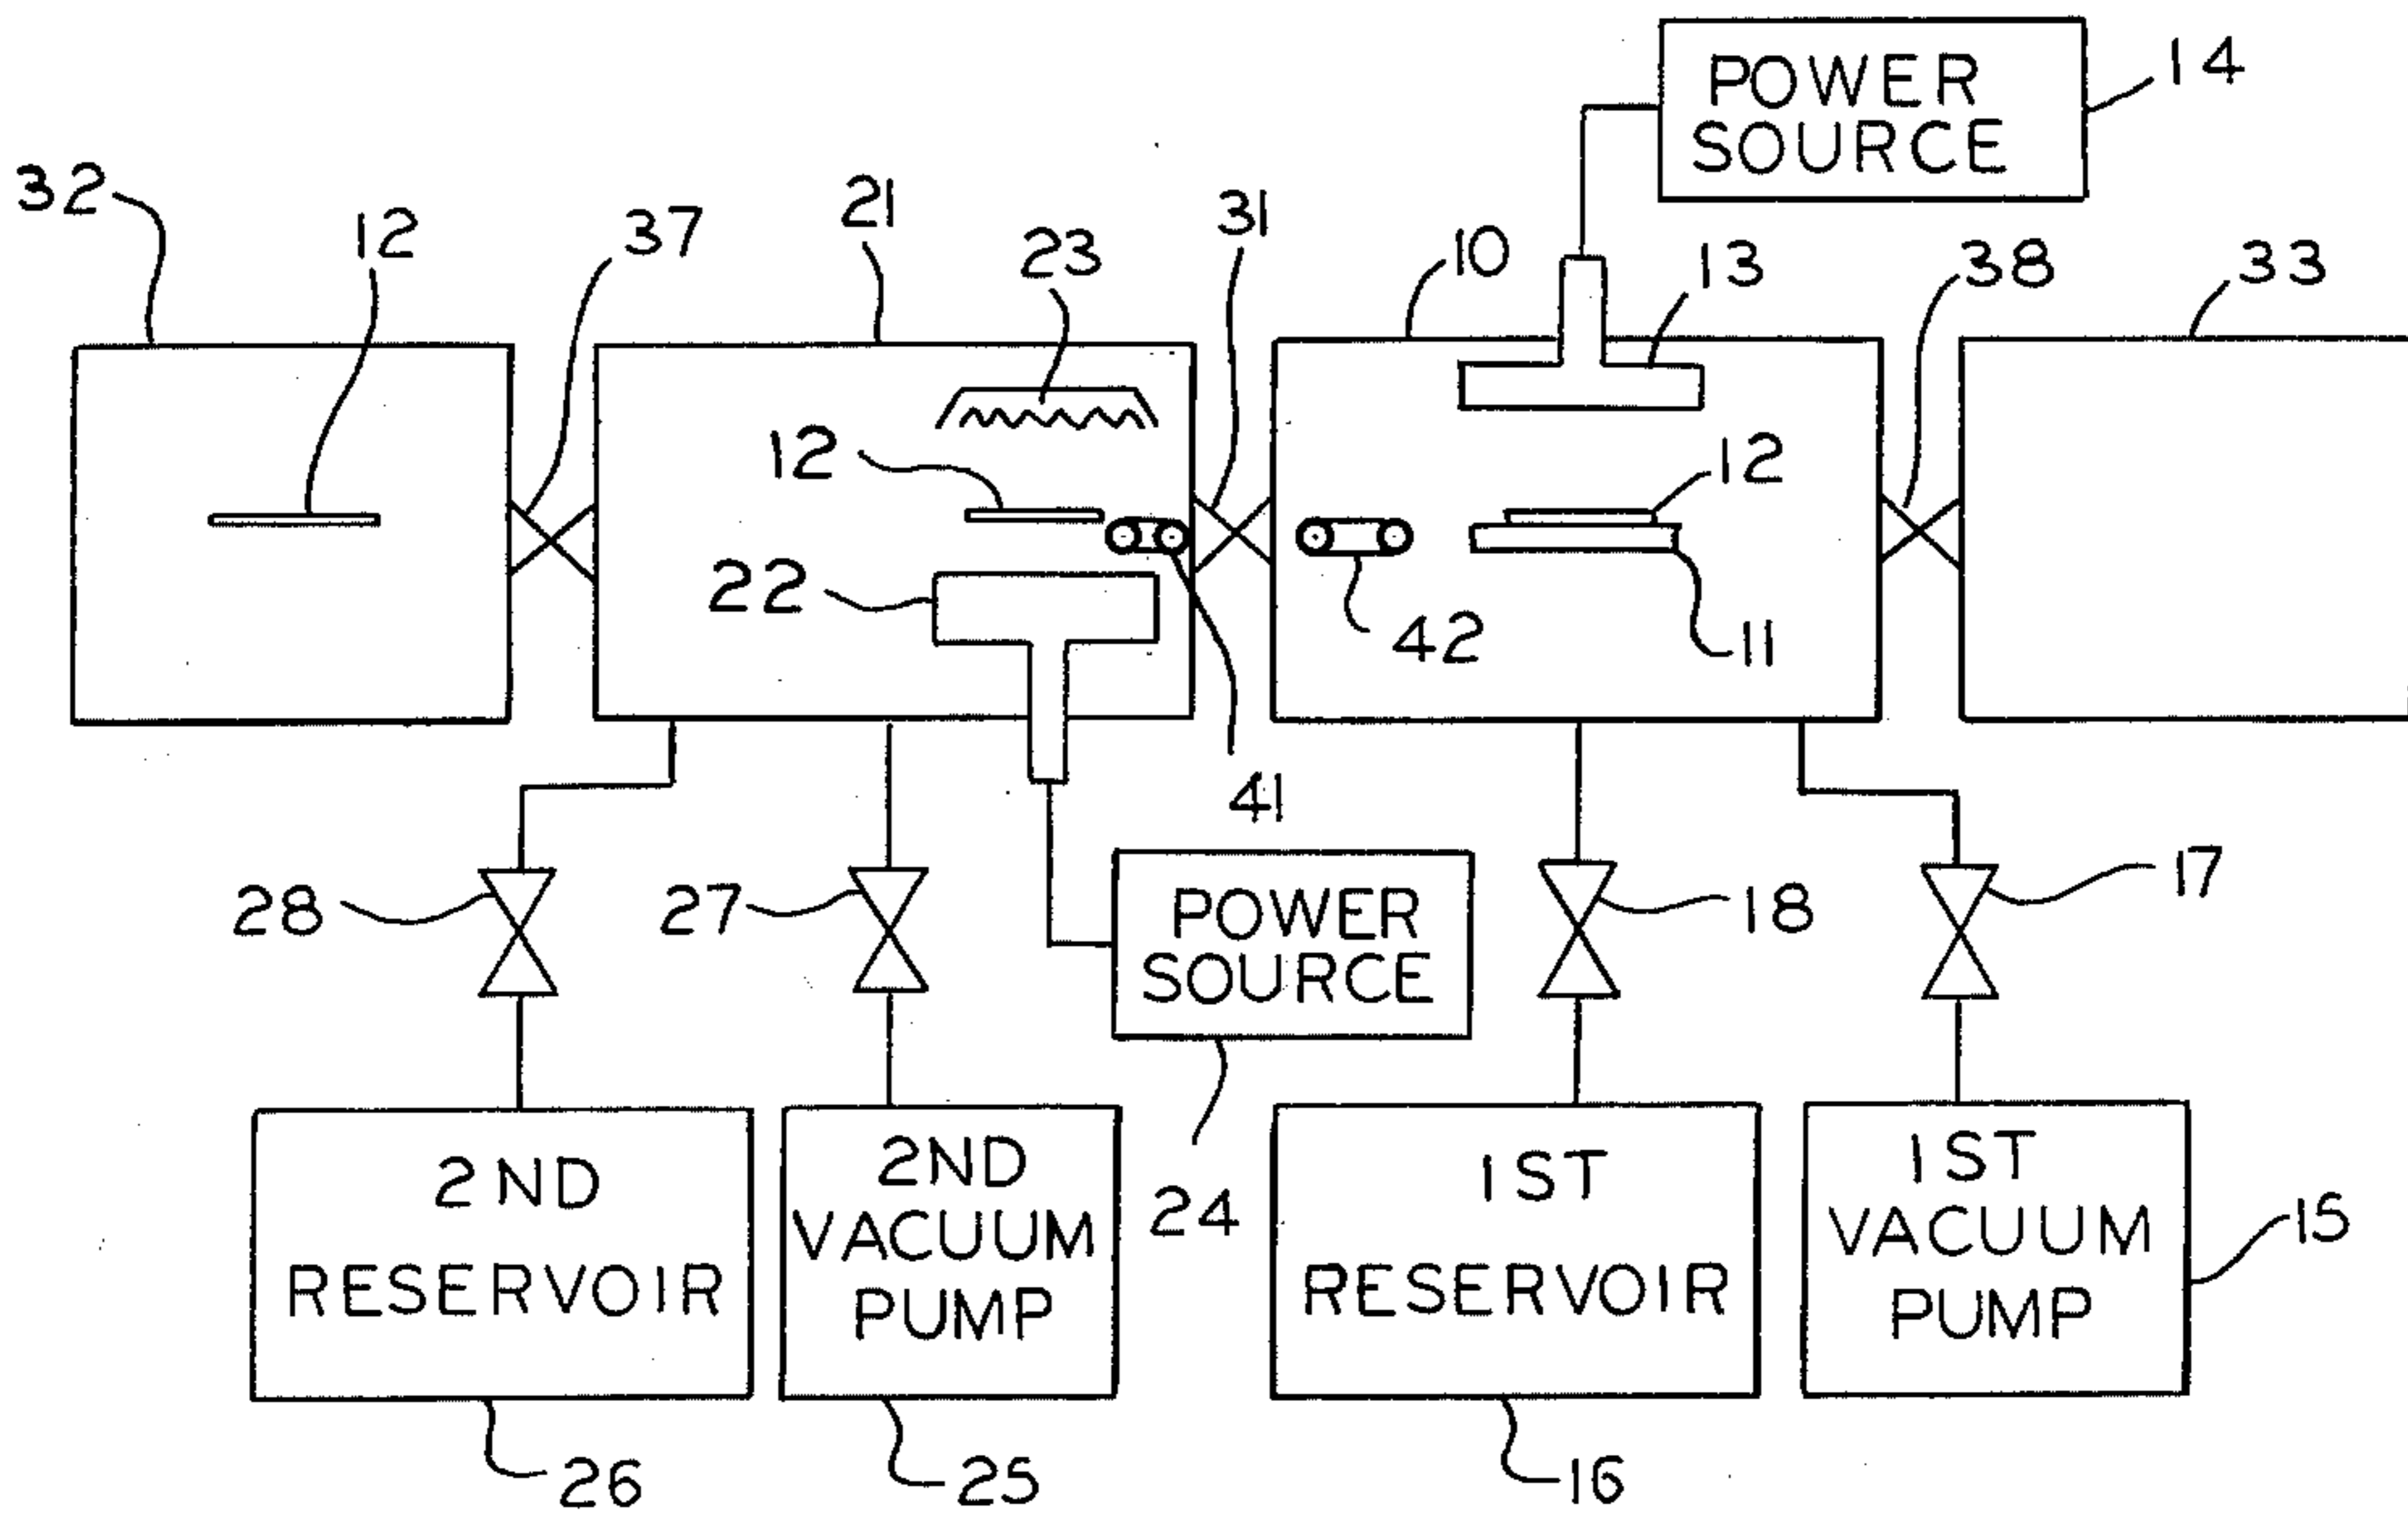 POWER
SOURCE
14
32
12
37
21
23
31
10
13
38
33
12
12
22
42
11
41
28
27
18
17
POWER
SOURCE
24
2ND
RESERVOIR
2ND
VACUUM
PUMP
1ST
RESERVOIR
1ST
VACUUM
PUMP
15
26
25
16